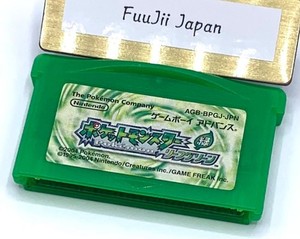 FuuJii Japan
The Pokémon Company
Nintendo
AGB-BPGJ-JPN
ゲームボーイ アドバンス
ポケットモンスター
リーフグリーン
©2004 Pokémon.
©1995-2004 Nintendo/Creatures inc./GAME FREAK inc.